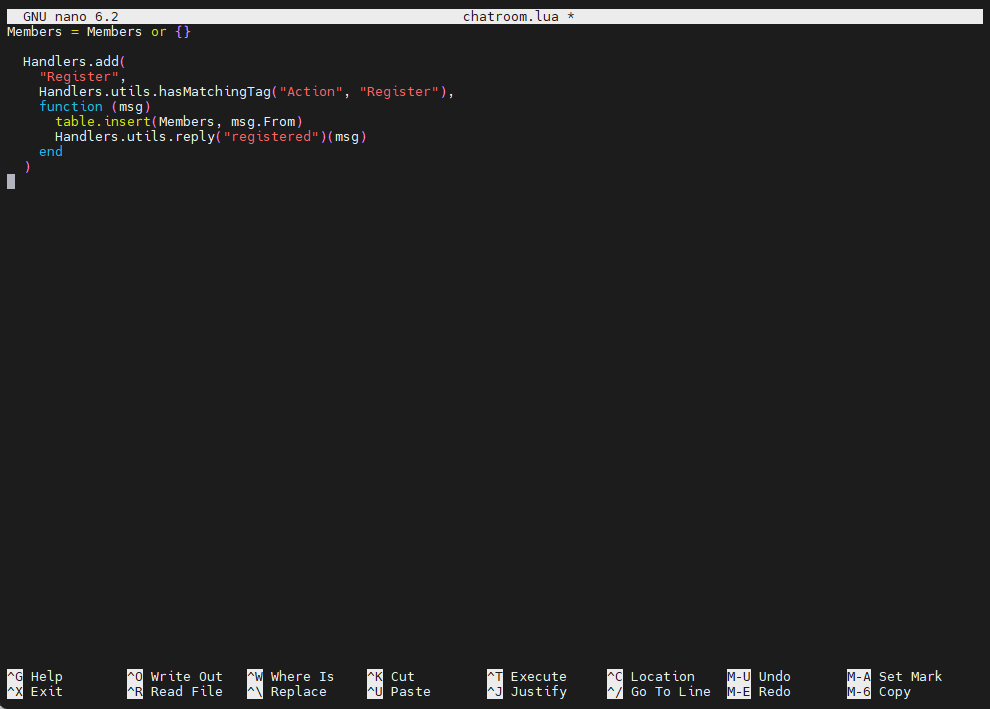 GNU nano 6.2 chatroom.lua *
Members = Members or {}
Handlers.add(
"Register",
Handlers.utils.hasMatchingTag("Action", "Register"),
function (msg)
table.insert(Members, msg.From)
Handlers.utils.reply("registered")(msg)
end
)
^G Help ^O Write Out ^W Where Is ^K Cut ^T Execute ^C Location M-U Undo M-A Set Mark
^X Exit ^R Read File ^\ Replace ^U Paste ^J Justify ^/ Go To Line M-E Redo M-6 Copy